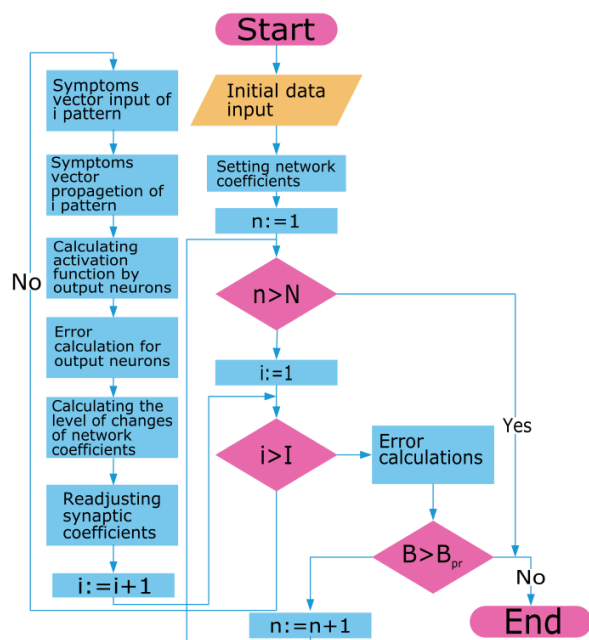 Start
Initial data
input
Setting network
coefficients
n:=1
n>N
i:=1
i>I
Error
calculations
B>Bpr
n:=n+1
Yes
No
End
No
Symptoms
vector input of
i pattern
Symptoms
vector
propagetion of
i pattern
Calculating
activation
function by
output neurons
Error
calculation for
output neurons
Calculating the
level of changes
of network
coefficients
Readjusting
synaptic
coefficients
i:=i+1